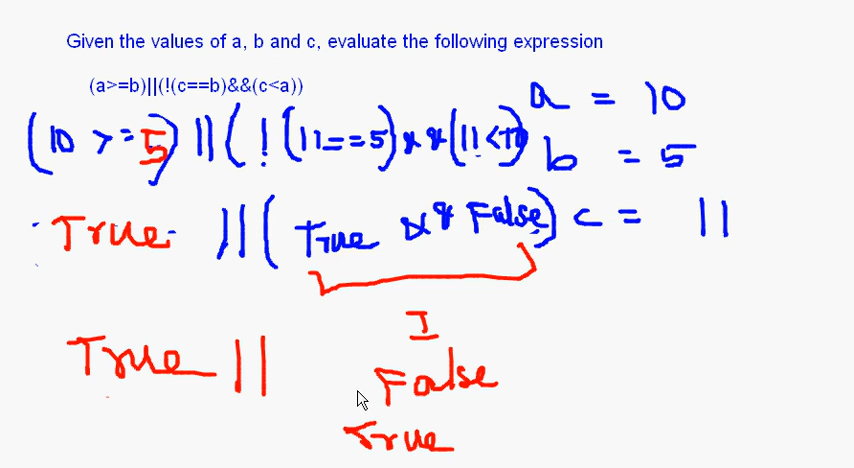 Given the values of a, b and c, evaluate the following expression
(a>=b)||(!(c==b)&&(c<a))
a = 10
(10 >= 5) || ( ! (11==5) && (11<10)
b = 5
True || ( True && False) c = 11
I
True || False
True